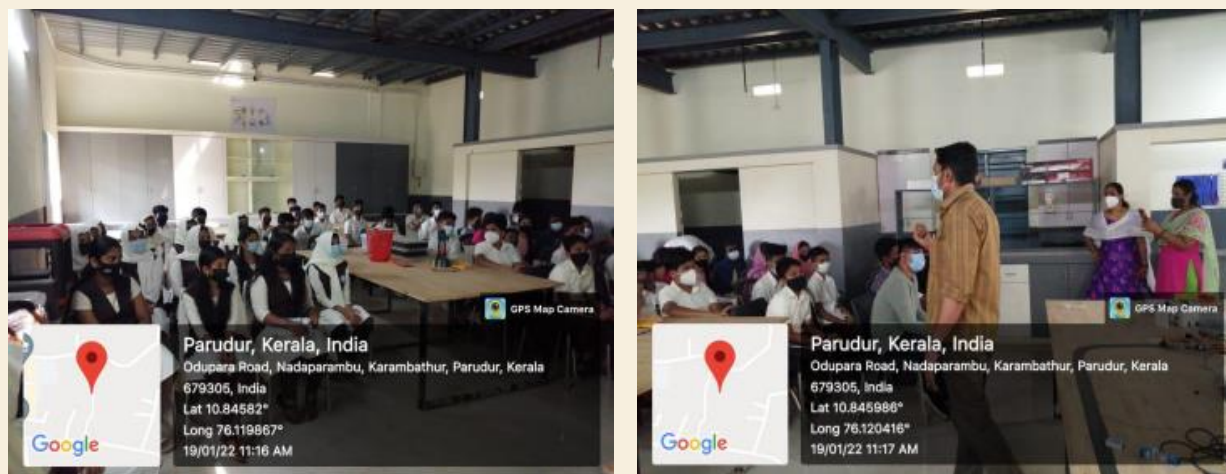 GPS Map Camera
Parudur, Kerala, India
Odupara Road, Nadaparambu, Karambathur, Parudur, Kerala
679305, India
Lat 10.84582°
Long 76.119867°
19/01/22 11:16 AM
Google
GPS Map Camera
Parudur, Kerala, India
Odupara Road, Nadaparambu, Karambathur, Parudur, Kerala
679305, India
Lat 10.845986°
Long 76.120416°
19/01/22 11:17 AM
Google